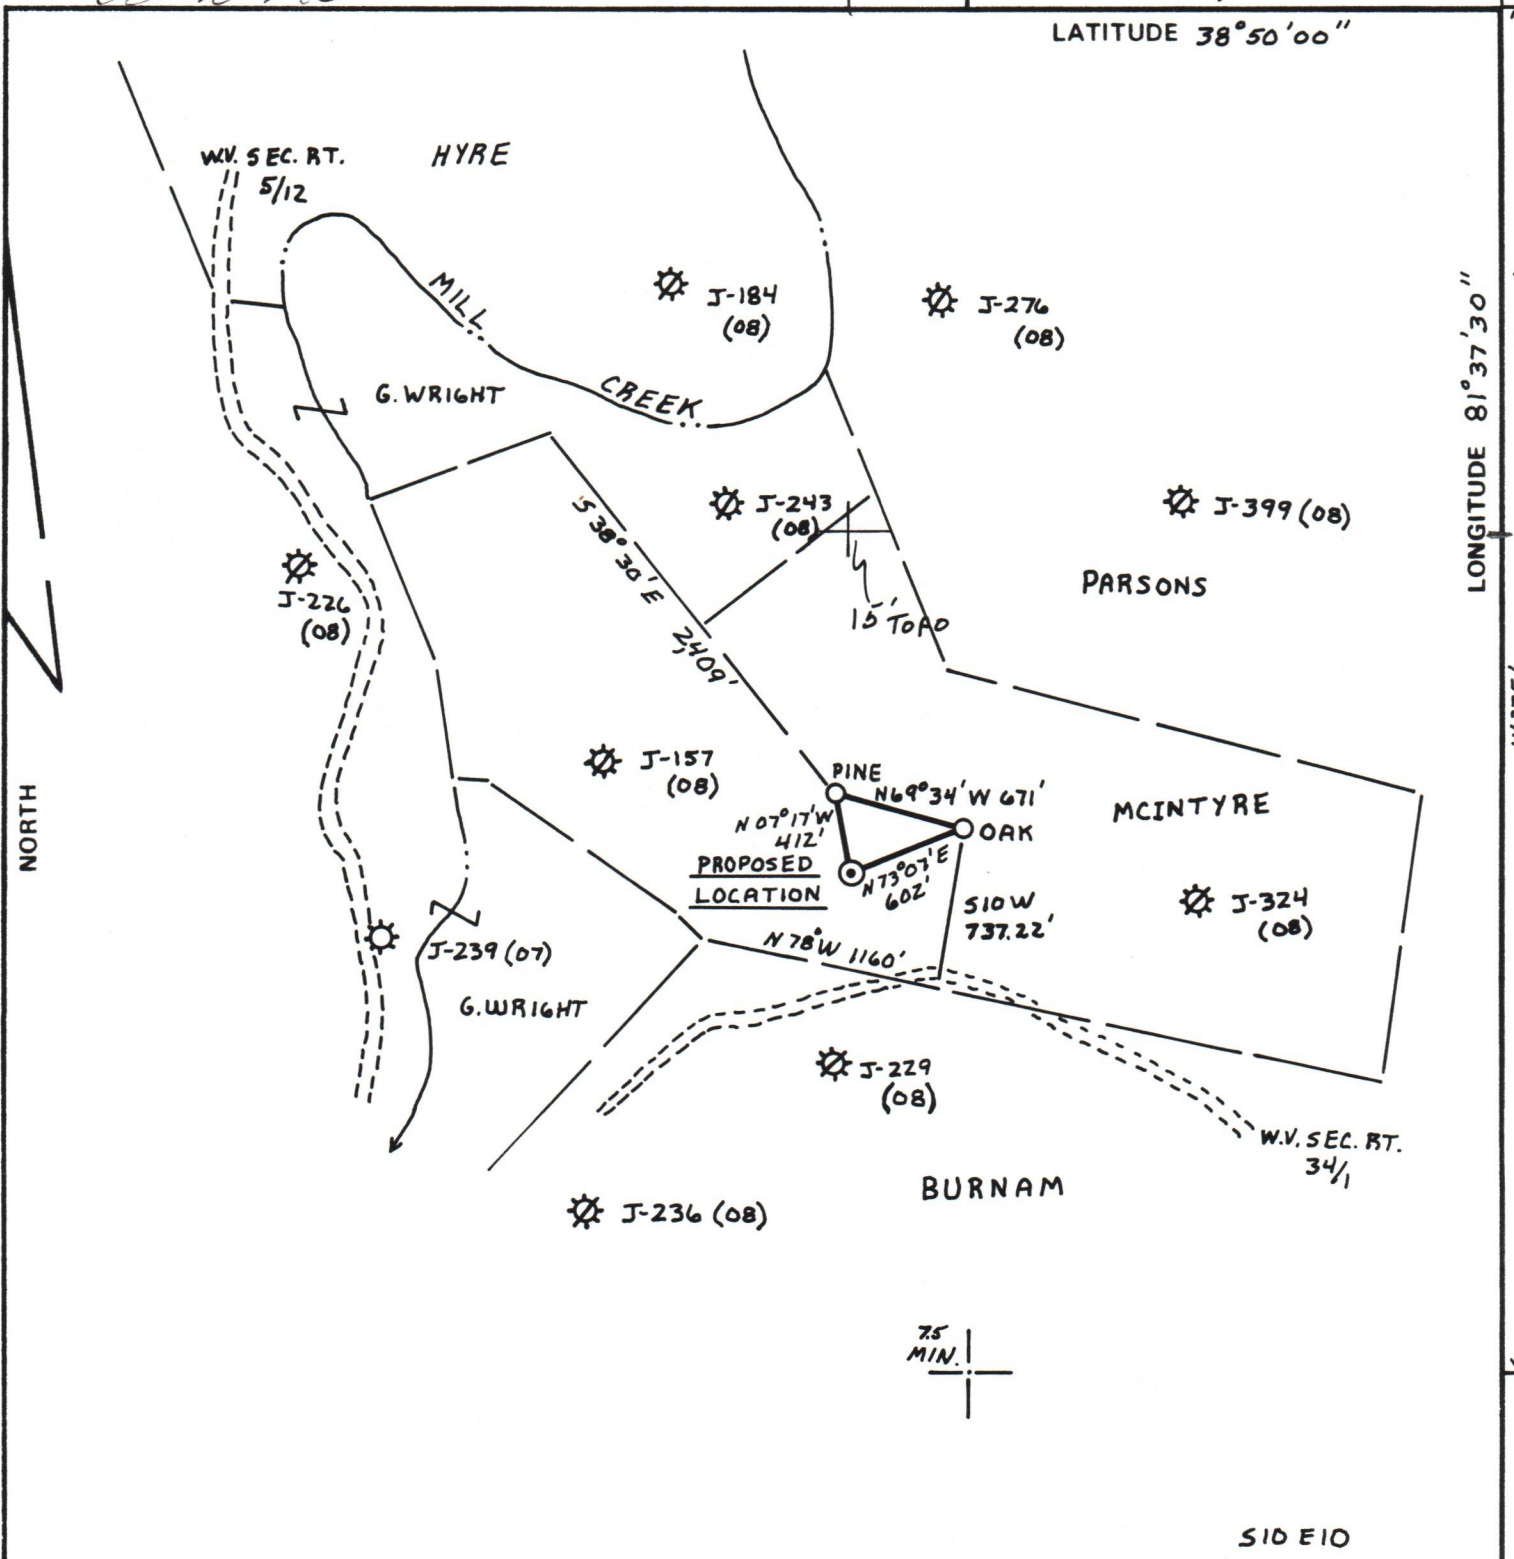 LATITUDE 38°50'00"
W.V. SEC. RT.
5/12
HYRE
MILL
CREEK
J-184
(08)
J-276
(08)
G. WRIGHT
LONGITUDE 81°37'30"
S 38° 30' E 2,409'
J-243
(08)
J-399 (08)
J-226
(08)
PARSONS
15' TOPO
J-157
(08)
PINE
N69°34'W 671'
MCINTYRE
NORTH
N 07°17'W
412'
OAK
PROPOSED
LOCATION
N73°07'E
602'
S10W
737.22'
J-324
(08)
N 78° W 1160'
J-239 (07)
G. WRIGHT
J-229
(08)
W.V. SEC. RT.
34/1
BURNAM
J-236 (08)
7.5
MIN.
S10 E10